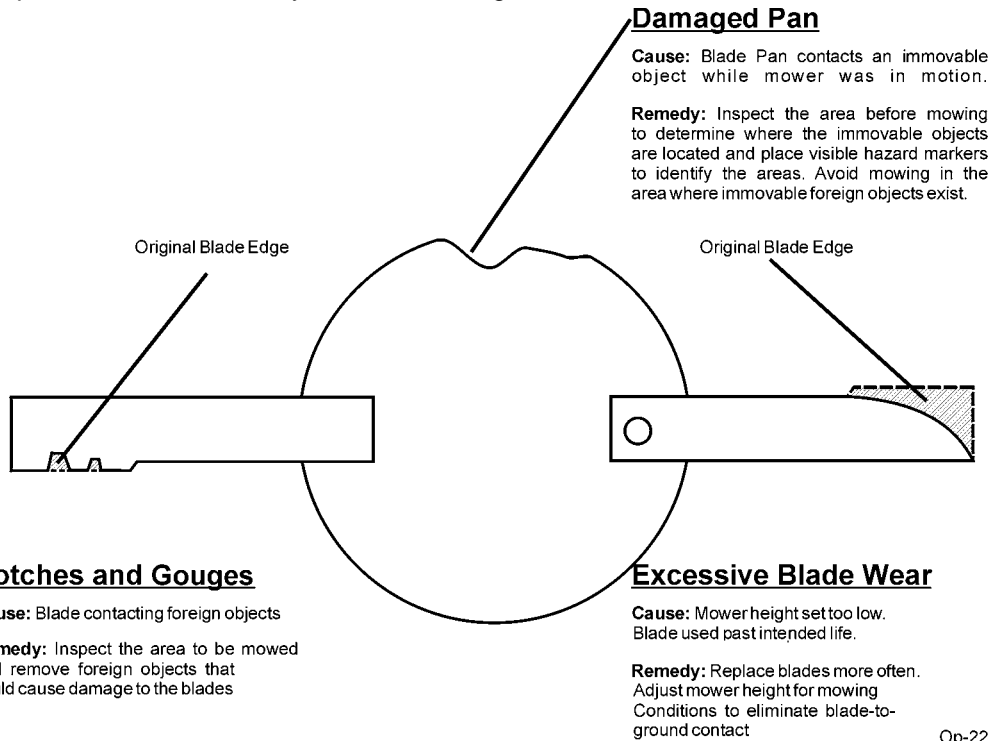 Damaged Pan
Cause: Blade Pan contacts an immovable
object while mower was in motion.
Remedy: Inspect the area before mowing
to determine where the immovable objects
are located and place visible hazard markers
to identify the areas. Avoid mowing in the
area where immovable foreign objects exist.
Original Blade Edge
Original Blade Edge
and Gouges
Blade contacting foreign objects
Inspect the area to be mowed
remove foreign objects that
cause damage to the blades
Excessive Blade Wear
Cause: Mower height set too low.
Blade used past intended life.
Remedy: Replace blades more often.
Adjust mower height for mowing
Conditions to eliminate blade-to-
ground contact
Op-22